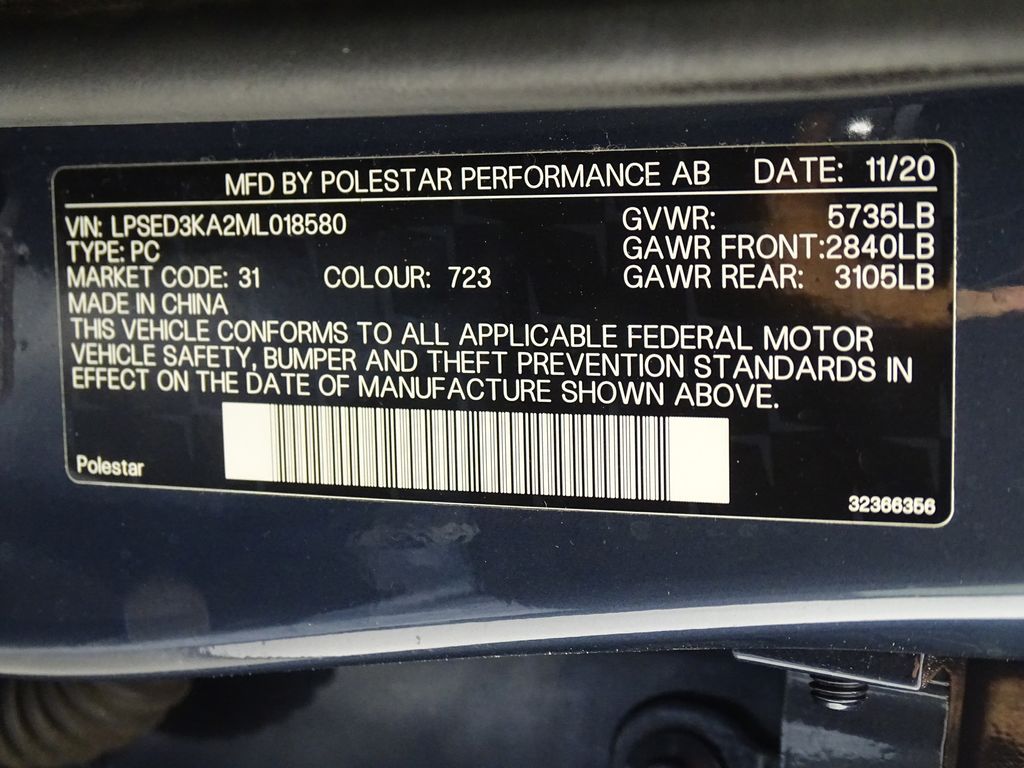 MFD BY POLESTAR PERFORMANCE AB DATE: 11/20
VIN: LPSED3KA2ML018580 GVWR: 5735LB
TYPE: PC GAWR FRONT:2840LB
MARKET CODE: 31 COLOUR: 723 GAWR REAR: 3105LB
MADE IN CHINA
THIS VEHICLE CONFORMS TO ALL APPLICABLE FEDERAL MOTOR
VEHICLE SAFETY, BUMPER AND THEFT PREVENTION STANDARDS IN
EFFECT ON THE DATE OF MANUFACTURE SHOWN ABOVE.
Polestar
32366356